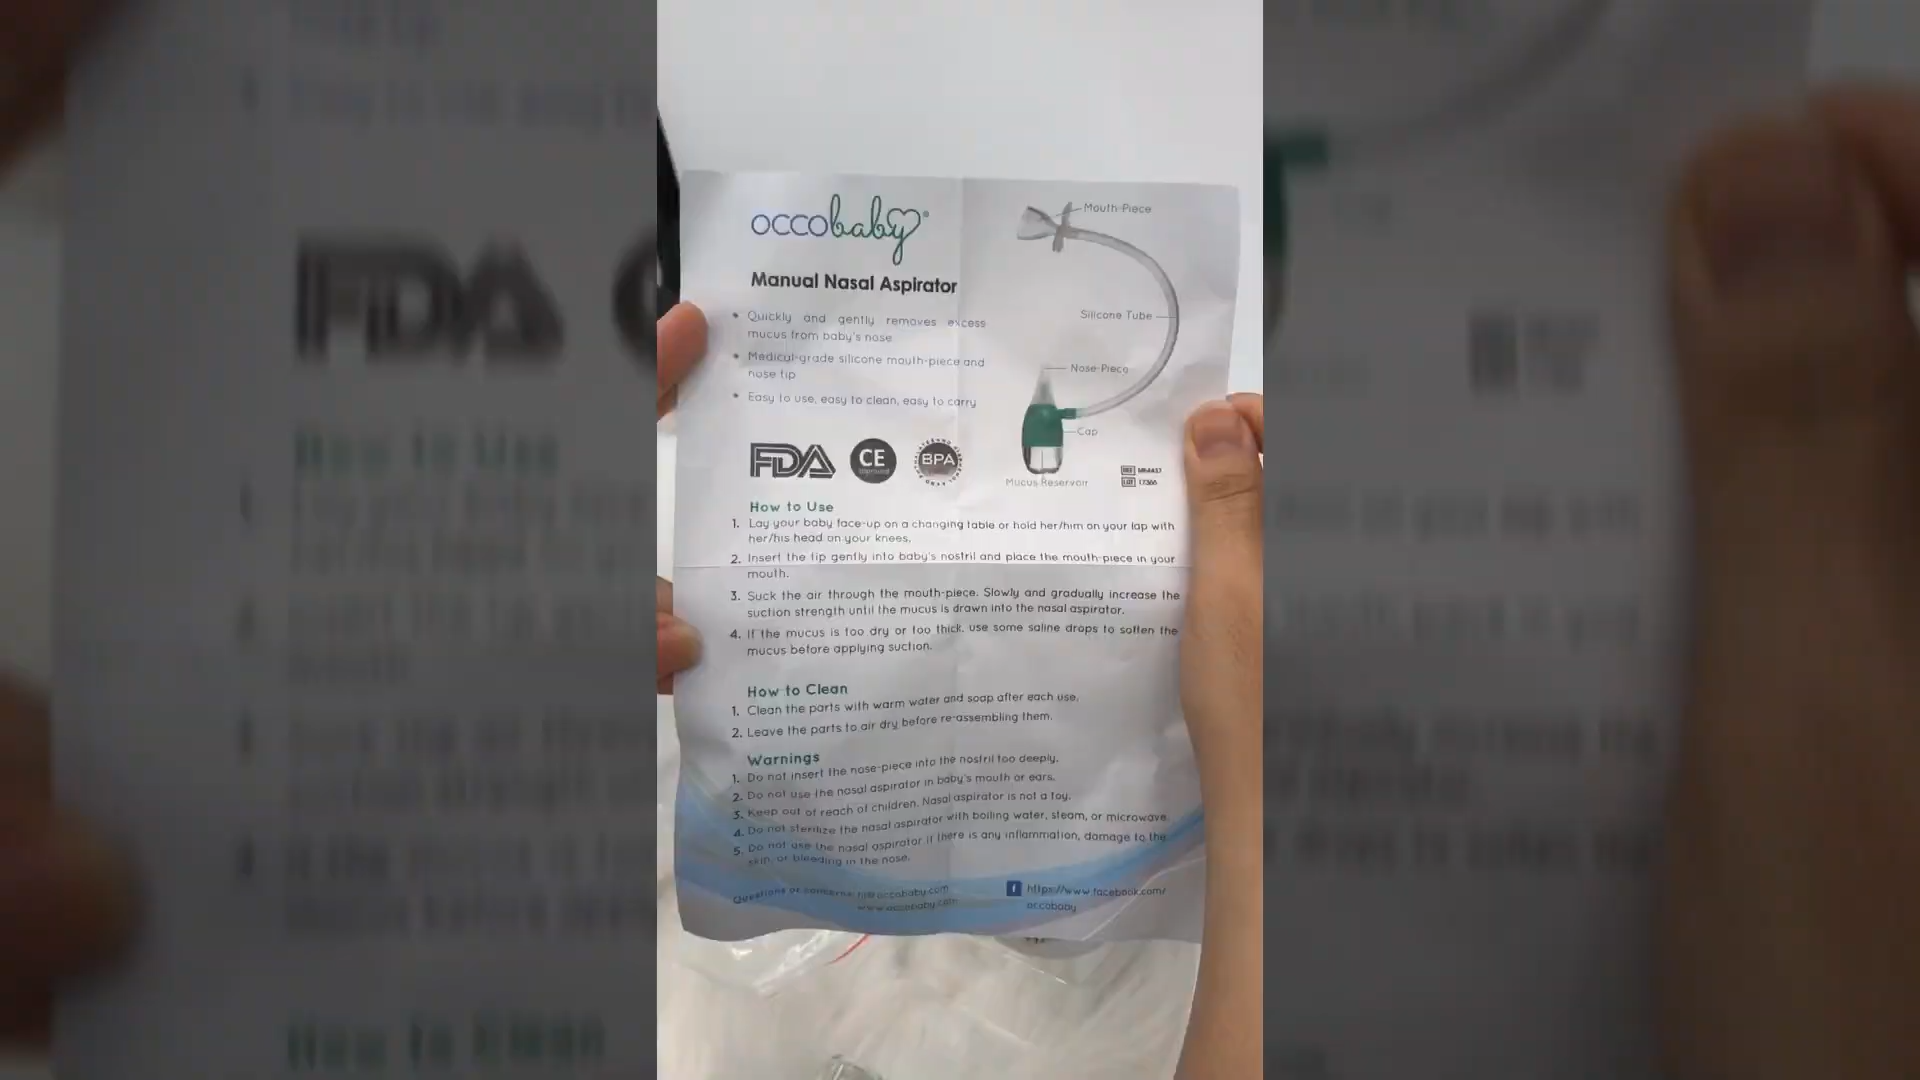 occobaby®
Manual Nasal Aspirator
• Quickly and gently removes excess
mucus from baby's nose
• Medical-grade silicone mouth-piece and
nose tip
• Easy to use, easy to clean, easy to carry
Mouth-Piece
Silicone Tube
Nose-Piece
Cap
Mucus Reservoir
FDA
CE
BPA
REF
LOT 17366
How to Use
1. Lay your baby face-up on a changing table or hold her/him on your lap with
her/his head on your knees.
2. Insert the tip gently into baby's nostril and place the mouth-piece in your
mouth.
3. Suck the air through the mouth-piece. Slowly and gradually increase the
suction strength until the mucus is drawn into the nasal aspirator.
4. If the mucus is too dry or too thick, use some saline drops to soften the
mucus before applying suction.
How to Clean
1. Clean the parts with warm water and soap after each use.
2. Leave the parts to air dry before re-assembling them.
Warnings
1. Do not insert the nose-piece into the nostril too deeply.
2. Do not use the nasal aspirator in baby's mouth or ears.
3. Keep out of reach of children. Nasal aspirator is not a toy.
4. Do not sterilize the nasal aspirator with boiling water, steam, or microwave.
5. Do not use the nasal aspirator if there is any inflammation, damage to the
skin, or bleeding in the nose.
Questions or concerns: hi@occobaby.com
www.occobaby.com
f https://www.facebook.com/
occobaby